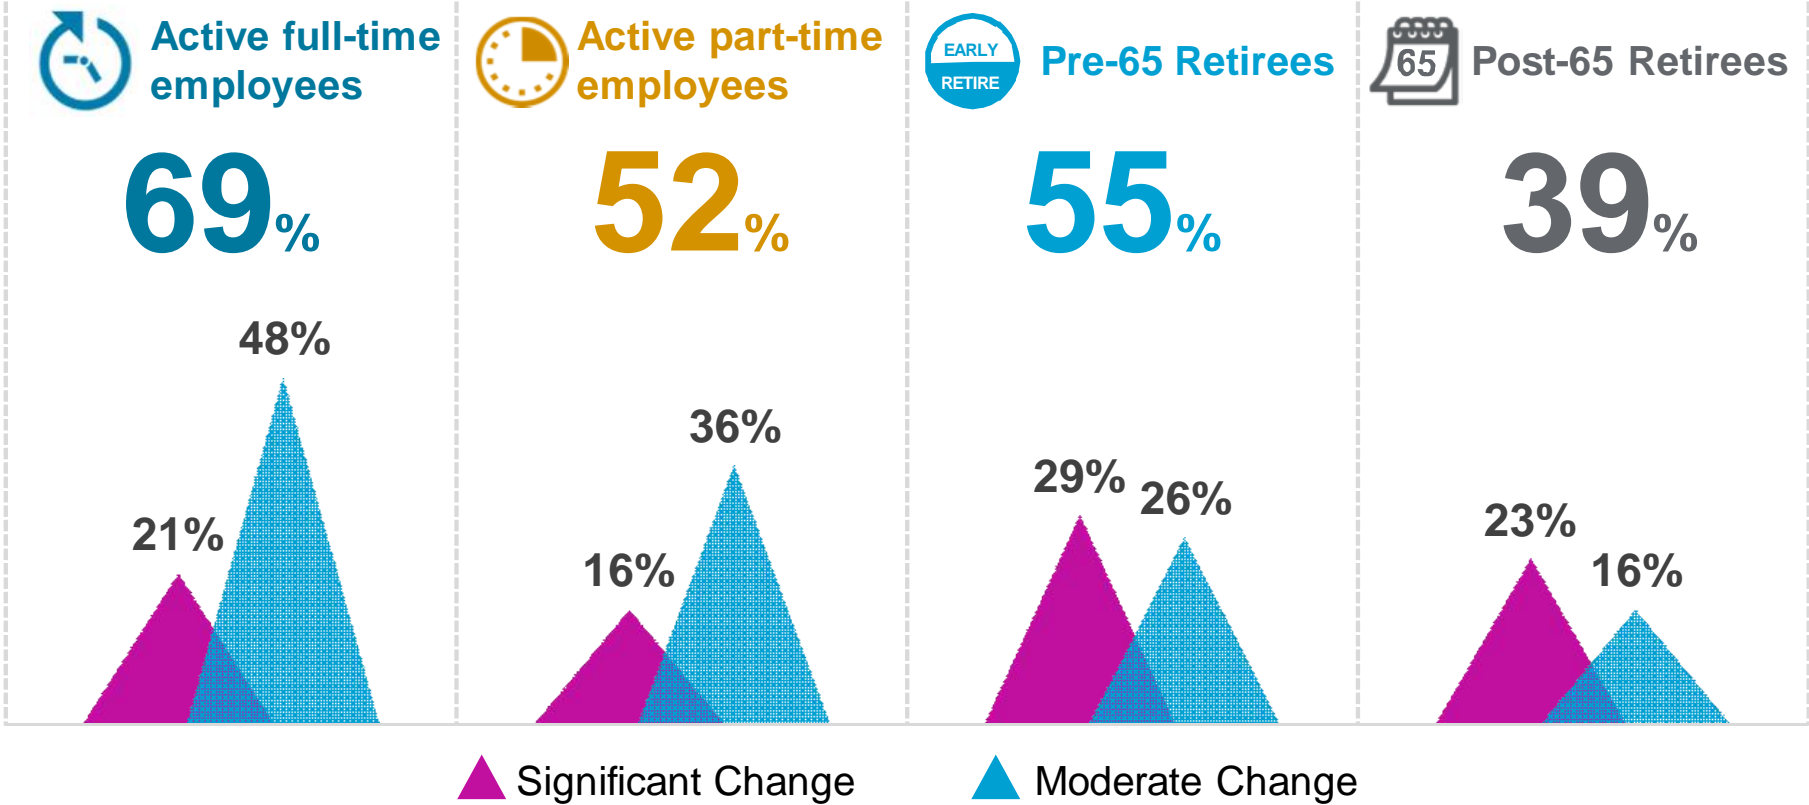 Active full-time
employees
69%
48%
21%
Active part-time
employees
52%
36%
16%
EARLY
RETIRE
Pre-65 Retirees
55%
29%
26%
65
Post-65 Retirees
39%
23%
16%
Significant Change
Moderate Change